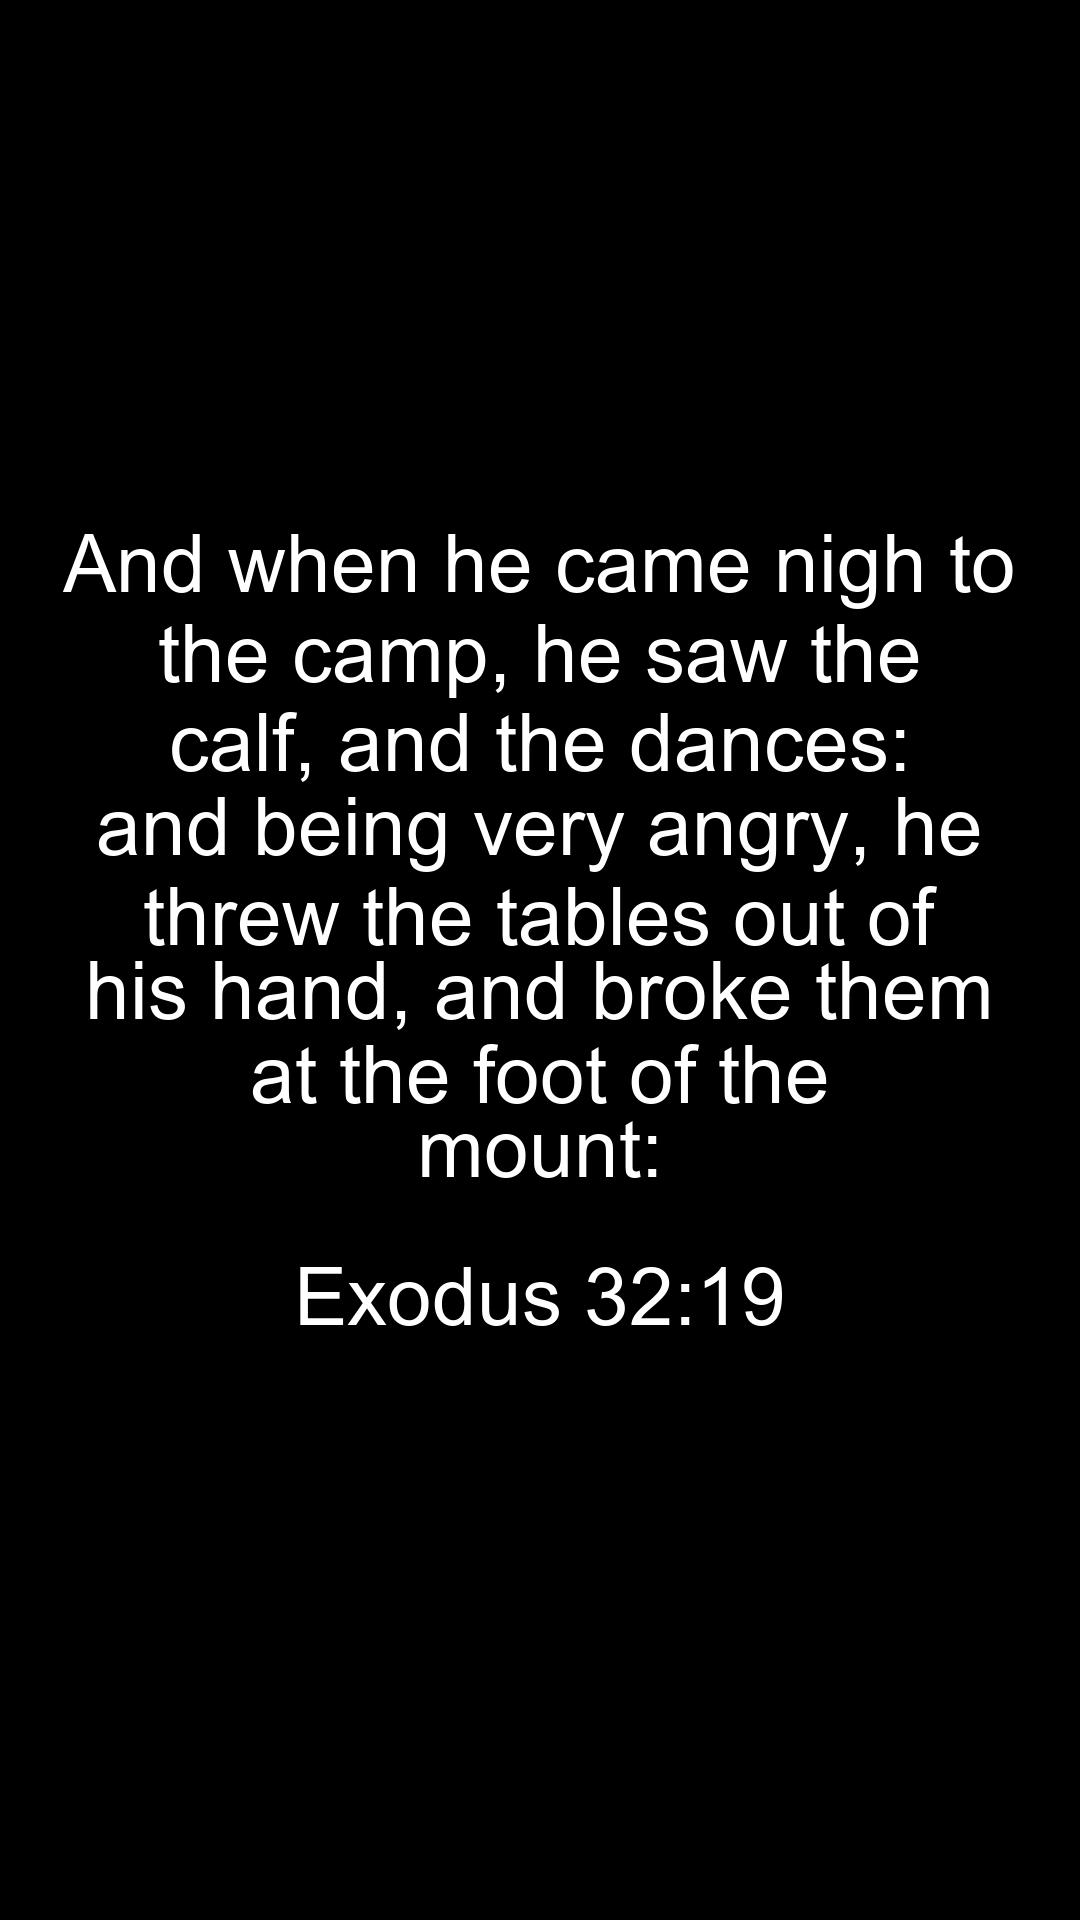 And when he came nigh to
the camp, he saw the
calf, and the dances:
and being very angry, he
threw the tables out of
his hand, and broke them
at the foot of the
mount:
Exodus 32:19